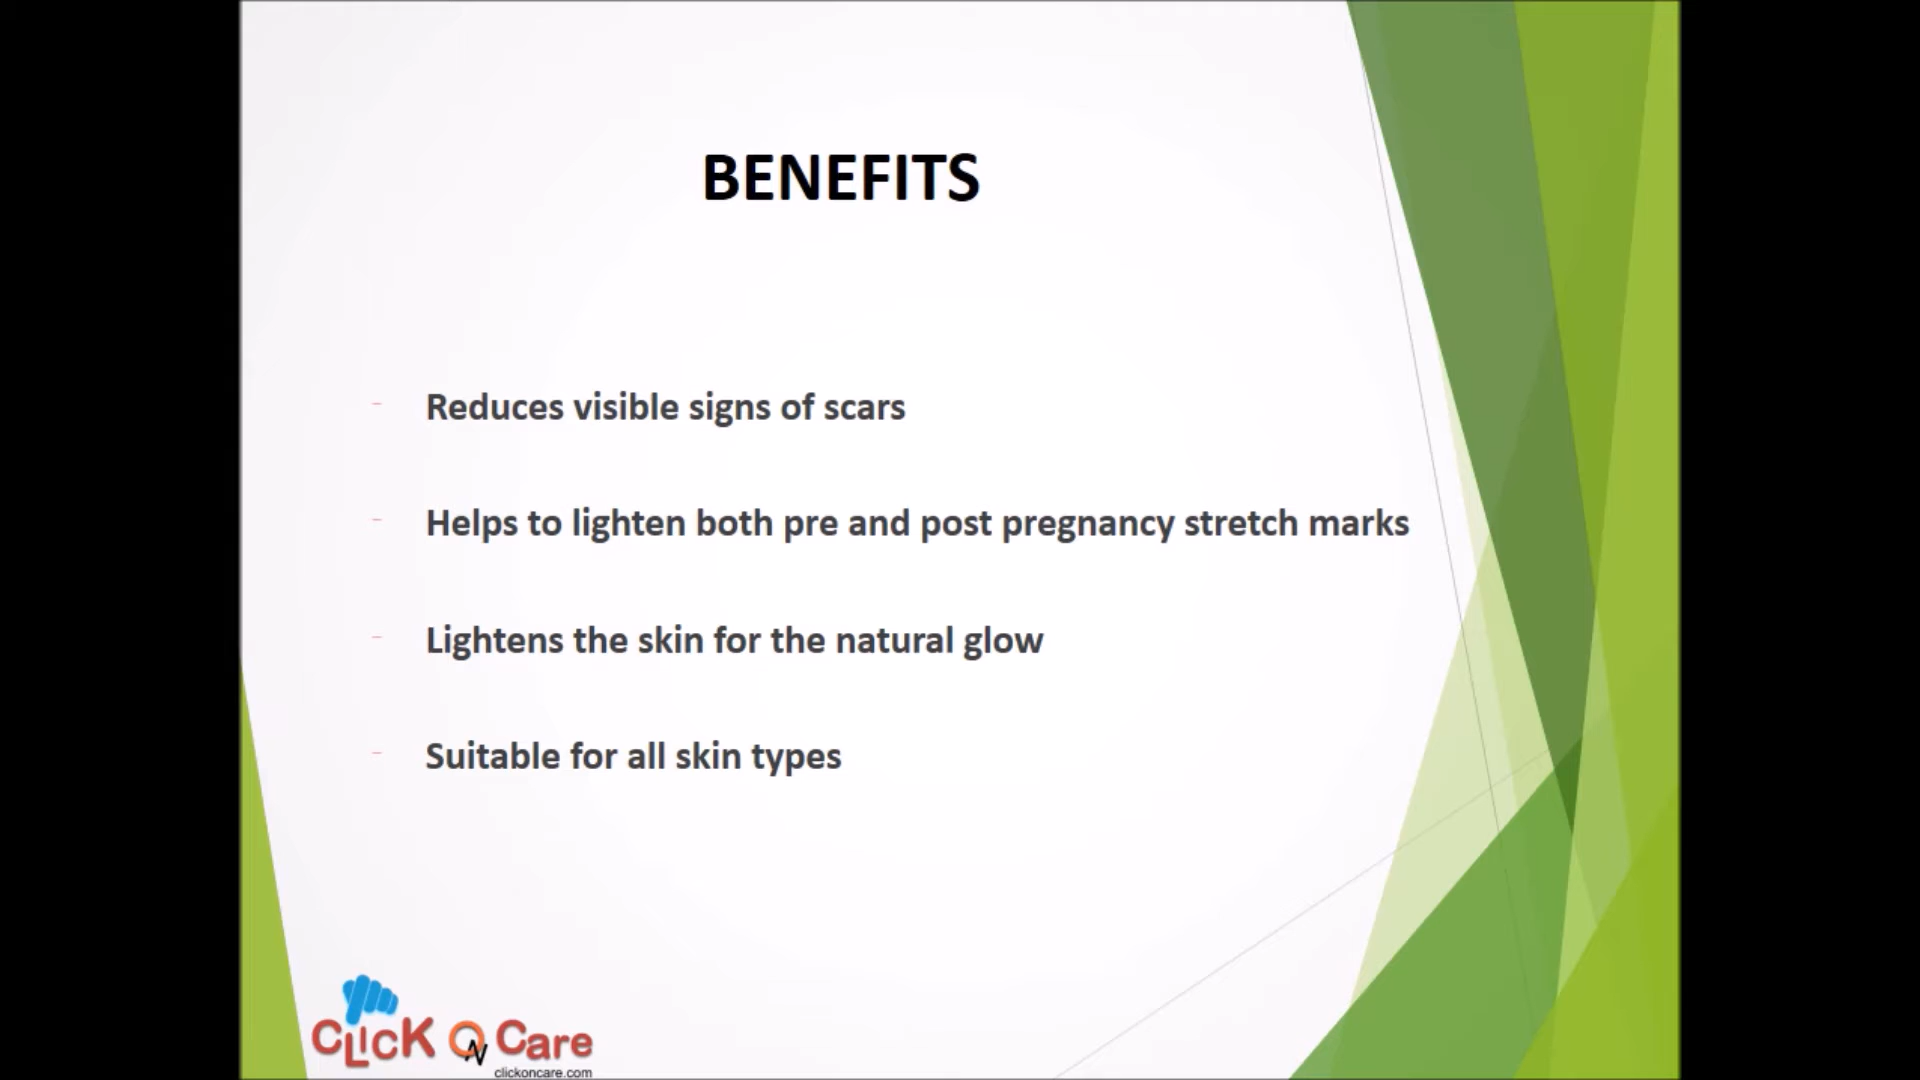 BENEFITS
- Reduces visible signs of scars
- Helps to lighten both pre and post pregnancy stretch marks
- Lightens the skin for the natural glow
- Suitable for all skin types
CLicK ON Care
clickoncare.com